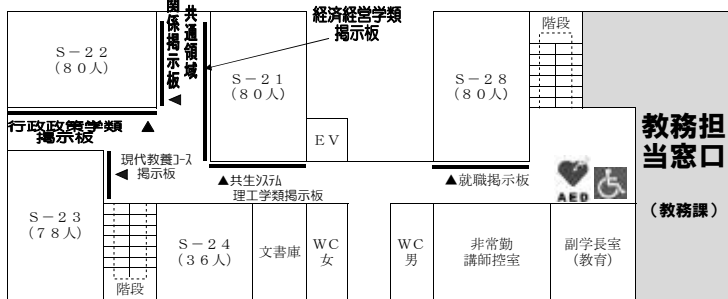 Ｓ－２２
（８０人）
共通領域
関係掲示板
◀
経済経営学類
掲示板
Ｓ－２１
（８０人）
ＥＶ
Ｓ－２８
（８０人）
階段
教務担
当窓口
（教務課）
行政政策学類
掲示板
▲
現代教養ｺｰｽ
◀ 掲示板
▲共生ｼｽﾃﾑ
理工学類掲示板
▲就職掲示板
AED
Ｓ－２３
（７８人）
階段
Ｓ－２４
（３６人）
文書庫
ＷＣ
女
ＷＣ
男
非常勤
講師控室
副学長室
（教育）